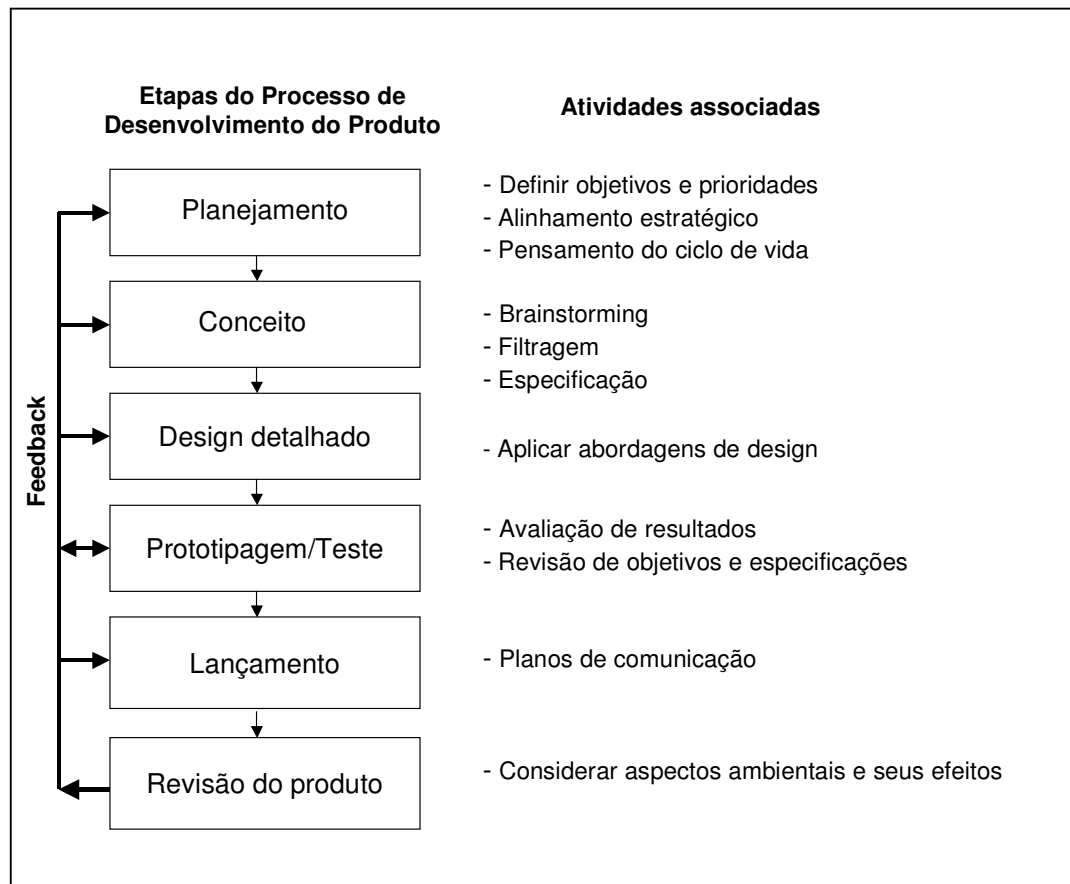 Etapas do Processo de
Desenvolvimento do Produto
Atividades associadas
Planejamento
- Definir objetivos e prioridades
- Alinhamento estratégico
- Pensamento do ciclo de vida
Conceito
- Brainstorming
- Filtragem
- Especificação
Design detalhado
- Aplicar abordagens de design
Prototipagem/Teste
- Avaliação de resultados
- Revisão de objetivos e especificações
Lançamento
- Planos de comunicação
Revisão do produto
- Considerar aspectos ambientais e seus efeitos
Feedback